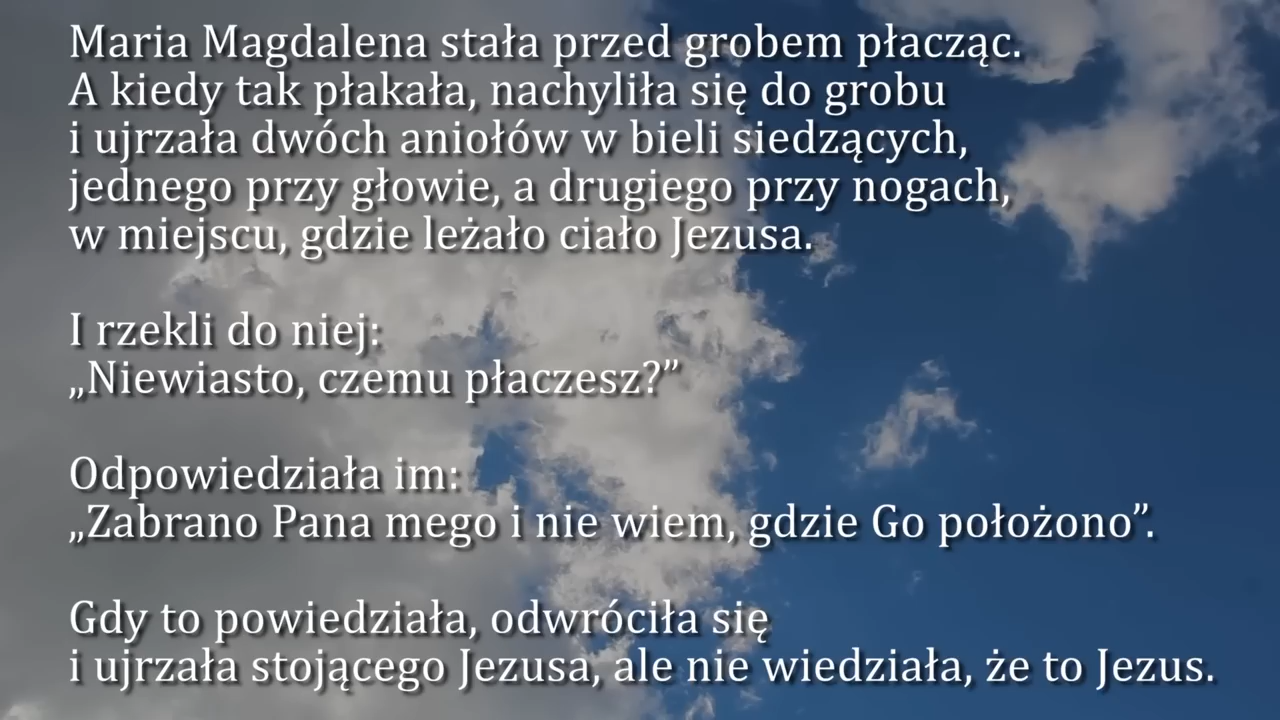 Maria Magdalena stała przed grobem płacząc.
A kiedy tak płakała, nachyliła się do grobu
i ujrzała dwóch aniołów w bieli siedzących,
jednego przy głowie, a drugiego przy nogach,
w miejscu, gdzie leżało ciało Jezusa.
I rzekli do niej:
„Niewiasto, czemu płaczesz?”
Odpowiedziała im:
„Zabrano Pana mego i nie wiem, gdzie Go położono”.
Gdy to powiedziała, odwróciła się
i ujrzała stojącego Jezusa, ale nie wiedziała, że to Jezus.